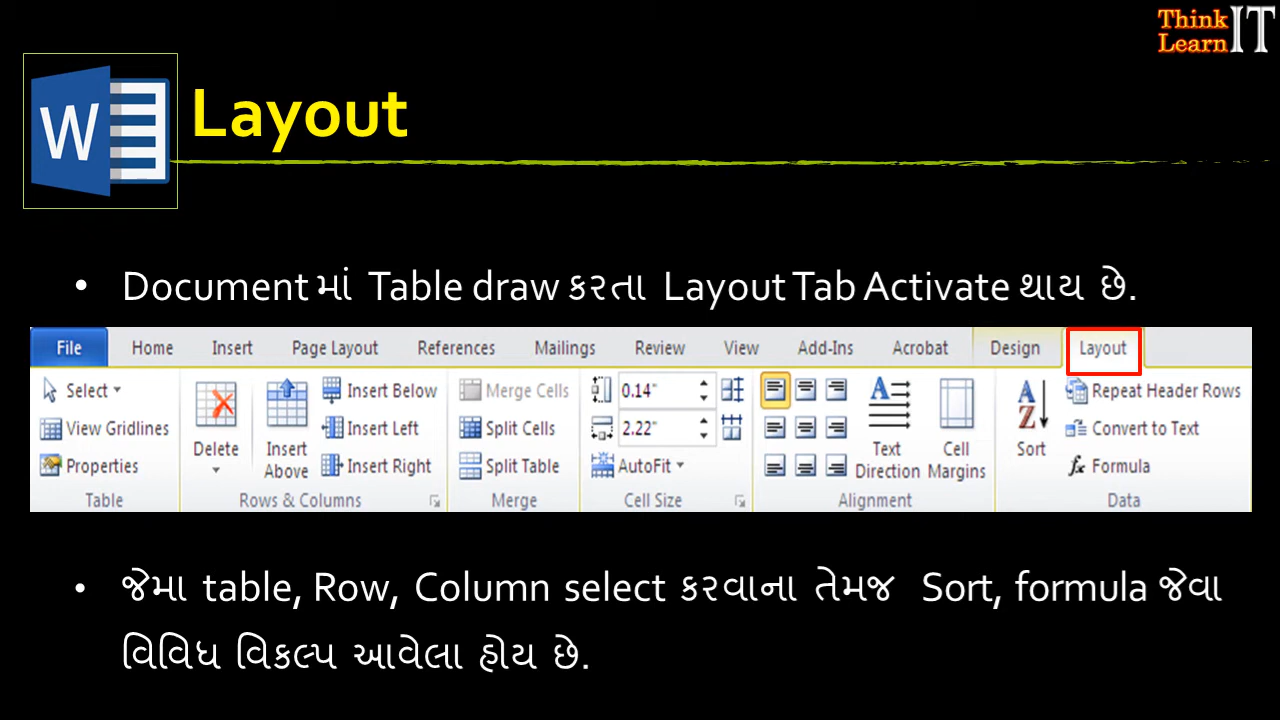 Think
Learn IT
W
Layout
• Document માં Table draw કરતા Layout Tab Activate થાય છે.
File Home Insert Page Layout References Mailings Review View Add-Ins Acrobat Design Layout
Select
View Gridlines
Properties
Table
Delete
Insert
Above
Insert Below
Insert Left
Insert Right
Rows & Columns
Merge Cells
Split Cells
Split Table
Merge
0.14"
2.22"
AutoFit
Cell Size
Text
Direction
Cell
Margins
Alignment
A
Z
Sort
Repeat Header Rows
Convert to Text
fx Formula
Data
• જેમા table, Row, Column select કરવાના તેમજ Sort, formula જેવા
વિવિધ વિકલ્પ આવેલા હોય છે.